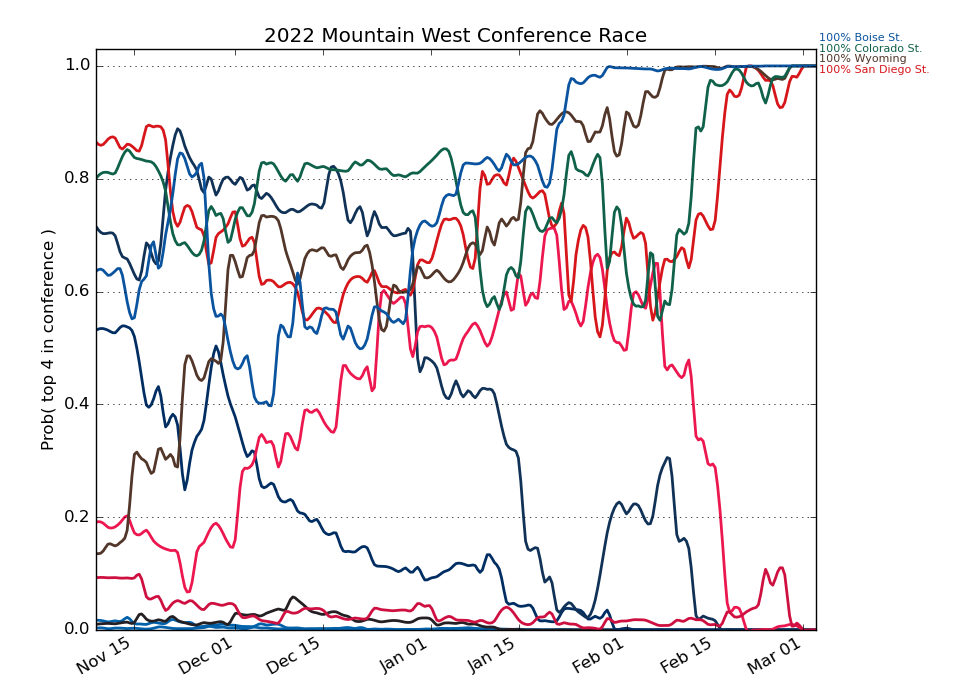 2022 Mountain West Conference Race
100% Boise St.
100% Colorado St.
100% Wyoming
100% San Diego St.
Prob( top 4 in conference )
1.0
0.8
0.6
0.4
0.2
0.0
Nov 15
Dec 01
Dec 15
Jan 01
Jan 15
Feb 01
Feb 15
Mar 01